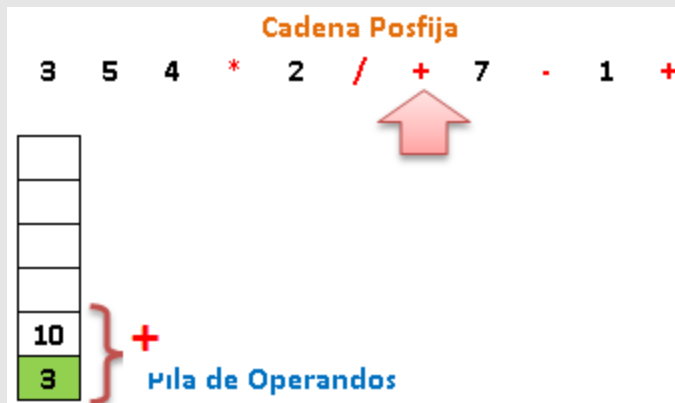 Cadena Posfija
3 5 4 * 2 / + 7 - 1 +
10 +
3
Pila de Operandos